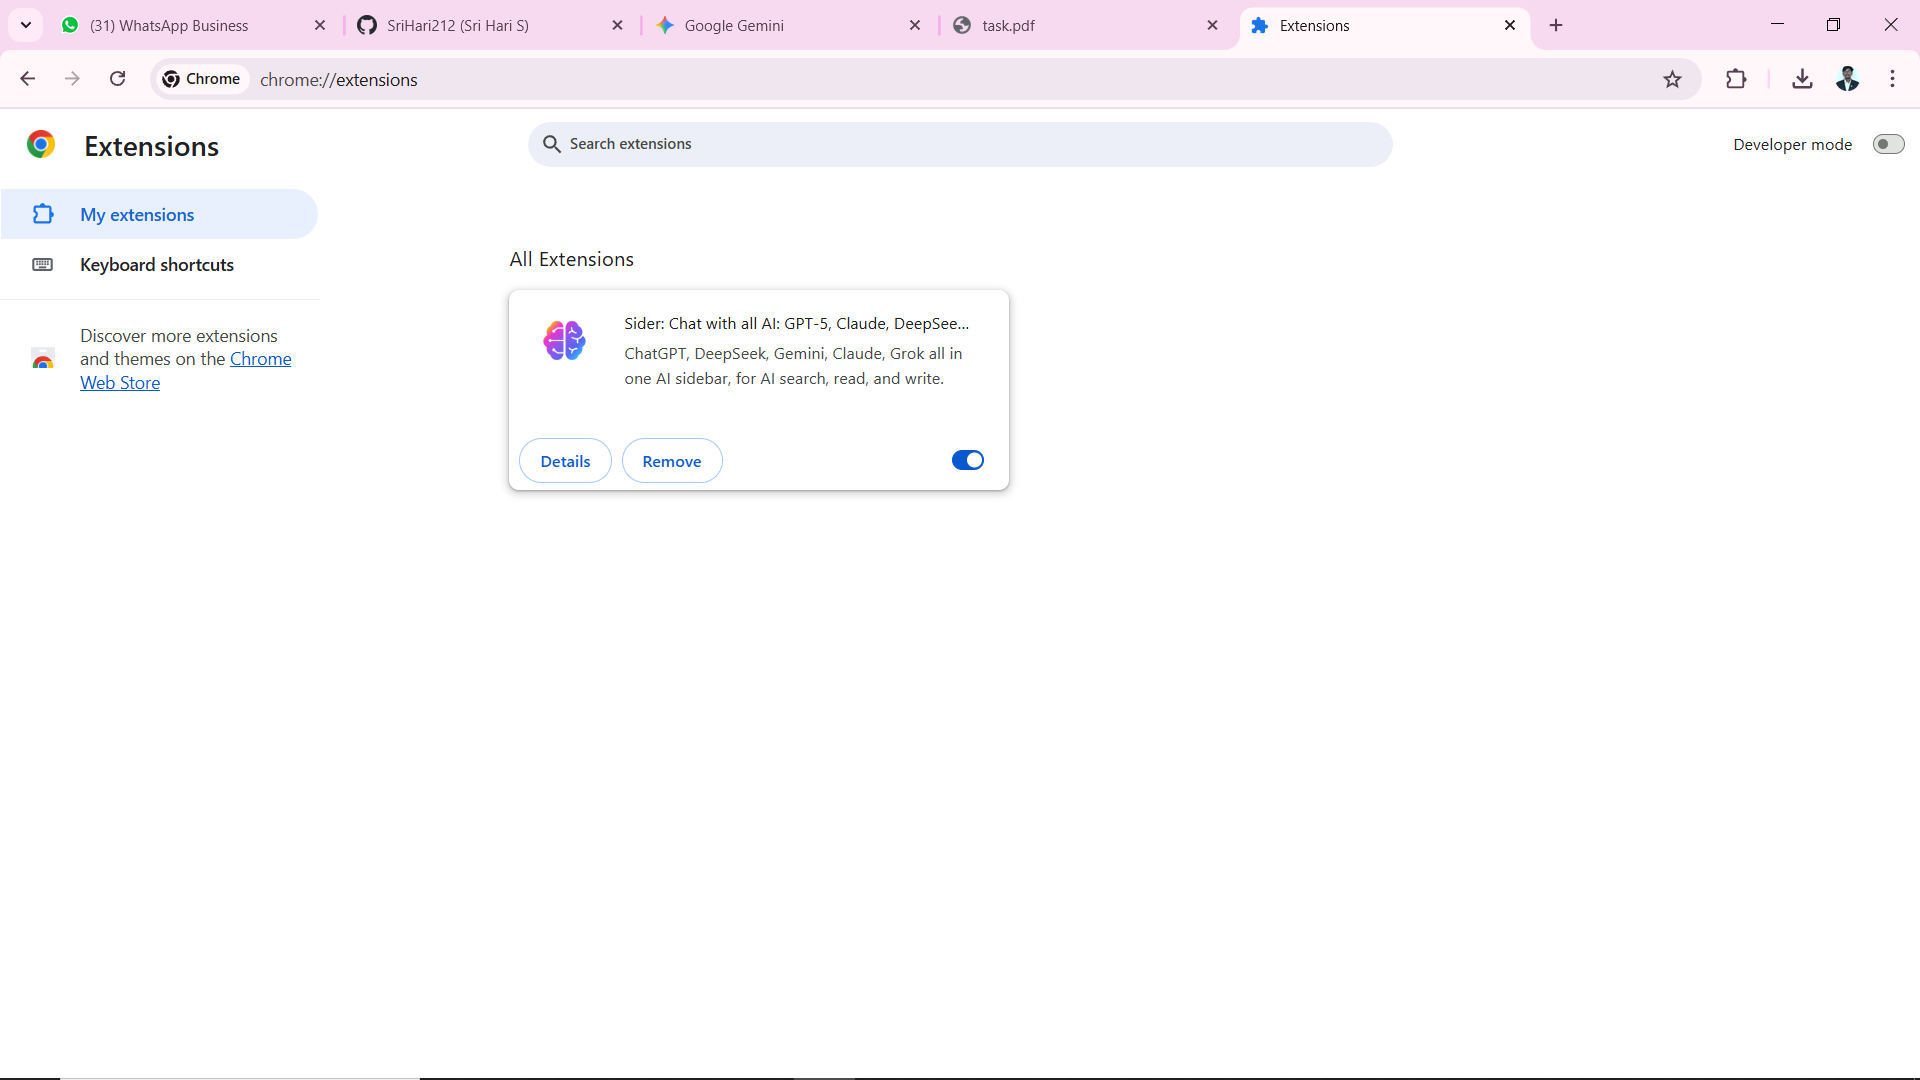 (31) WhatsApp Business
SriHari212 (Sri Hari S)
Google Gemini
task.pdf
Extensions
Chrome
chrome://extensions
Extensions
Search extensions
Developer mode
My extensions
Keyboard shortcuts
Discover more extensions
and themes on the Chrome
Web Store
All Extensions
Sider: Chat with all AI: GPT-5, Claude, DeepSee...
ChatGPT, DeepSeek, Gemini, Claude, Grok all in
one AI sidebar, for AI search, read, and write.
Details
Remove